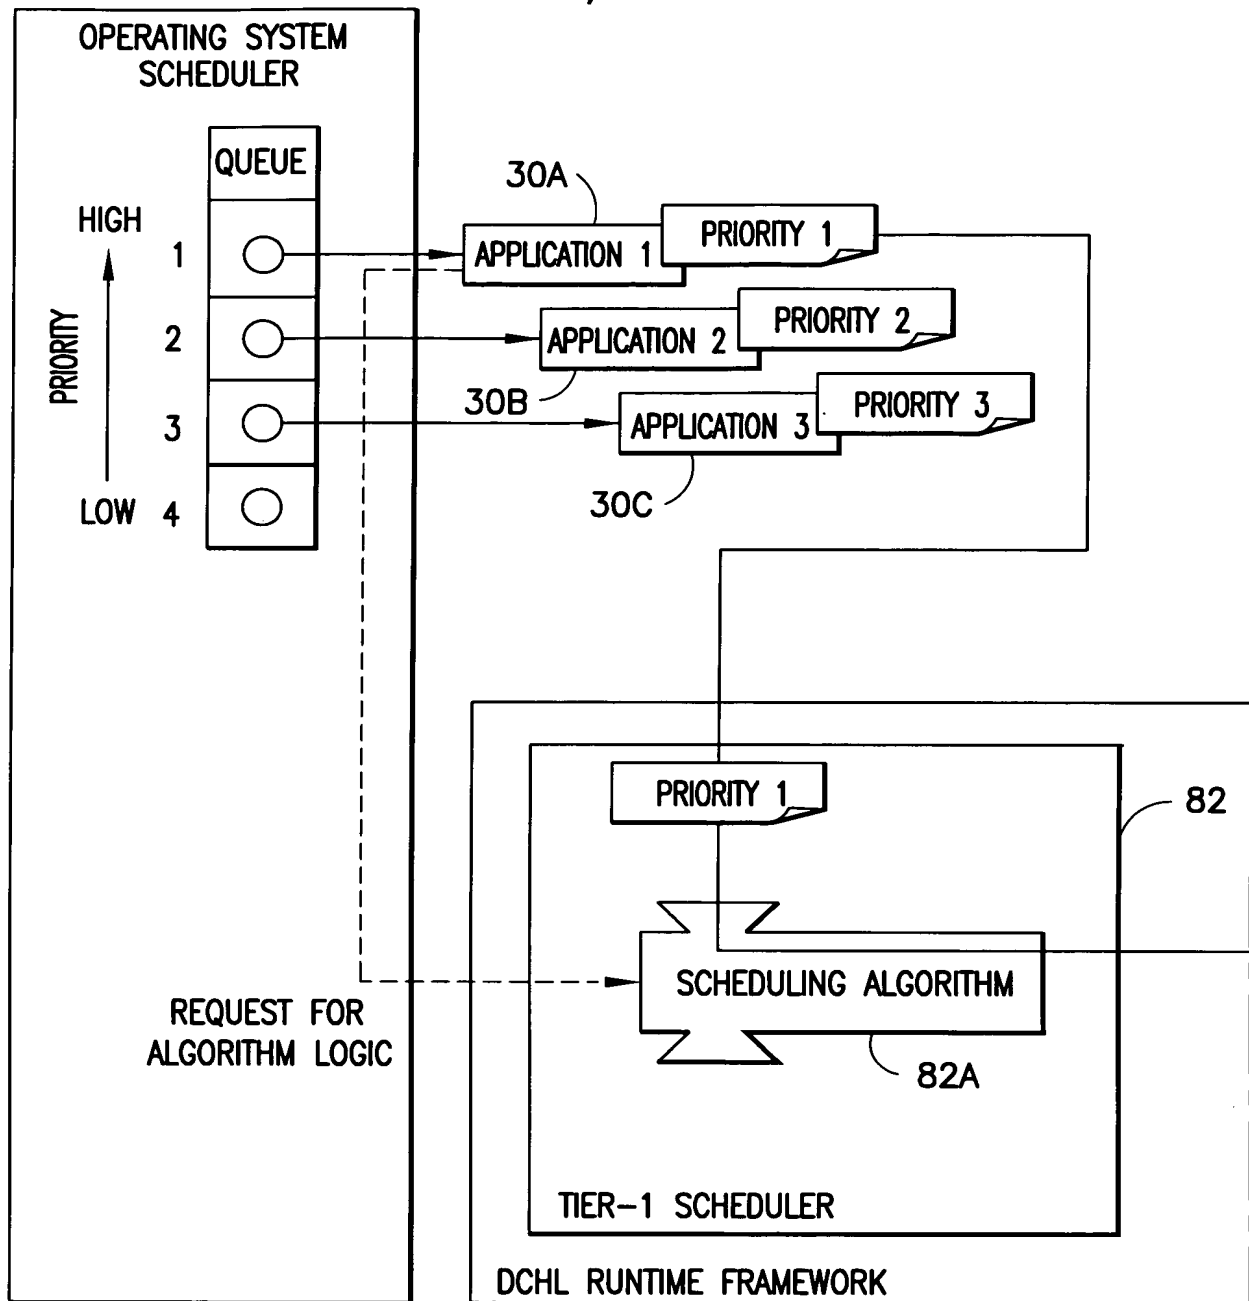 OPERATING SYSTEM
SCHEDULER
QUEUE
HIGH
PRIORITY
LOW
1
2
3
4
30A
APPLICATION 1
PRIORITY 1
APPLICATION 2
PRIORITY 2
30B
APPLICATION 3
PRIORITY 3
30C
REQUEST FOR
ALGORITHM LOGIC
PRIORITY 1
82
SCHEDULING ALGORITHM
82A
TIER-1 SCHEDULER
DCHL RUNTIME FRAMEWORK